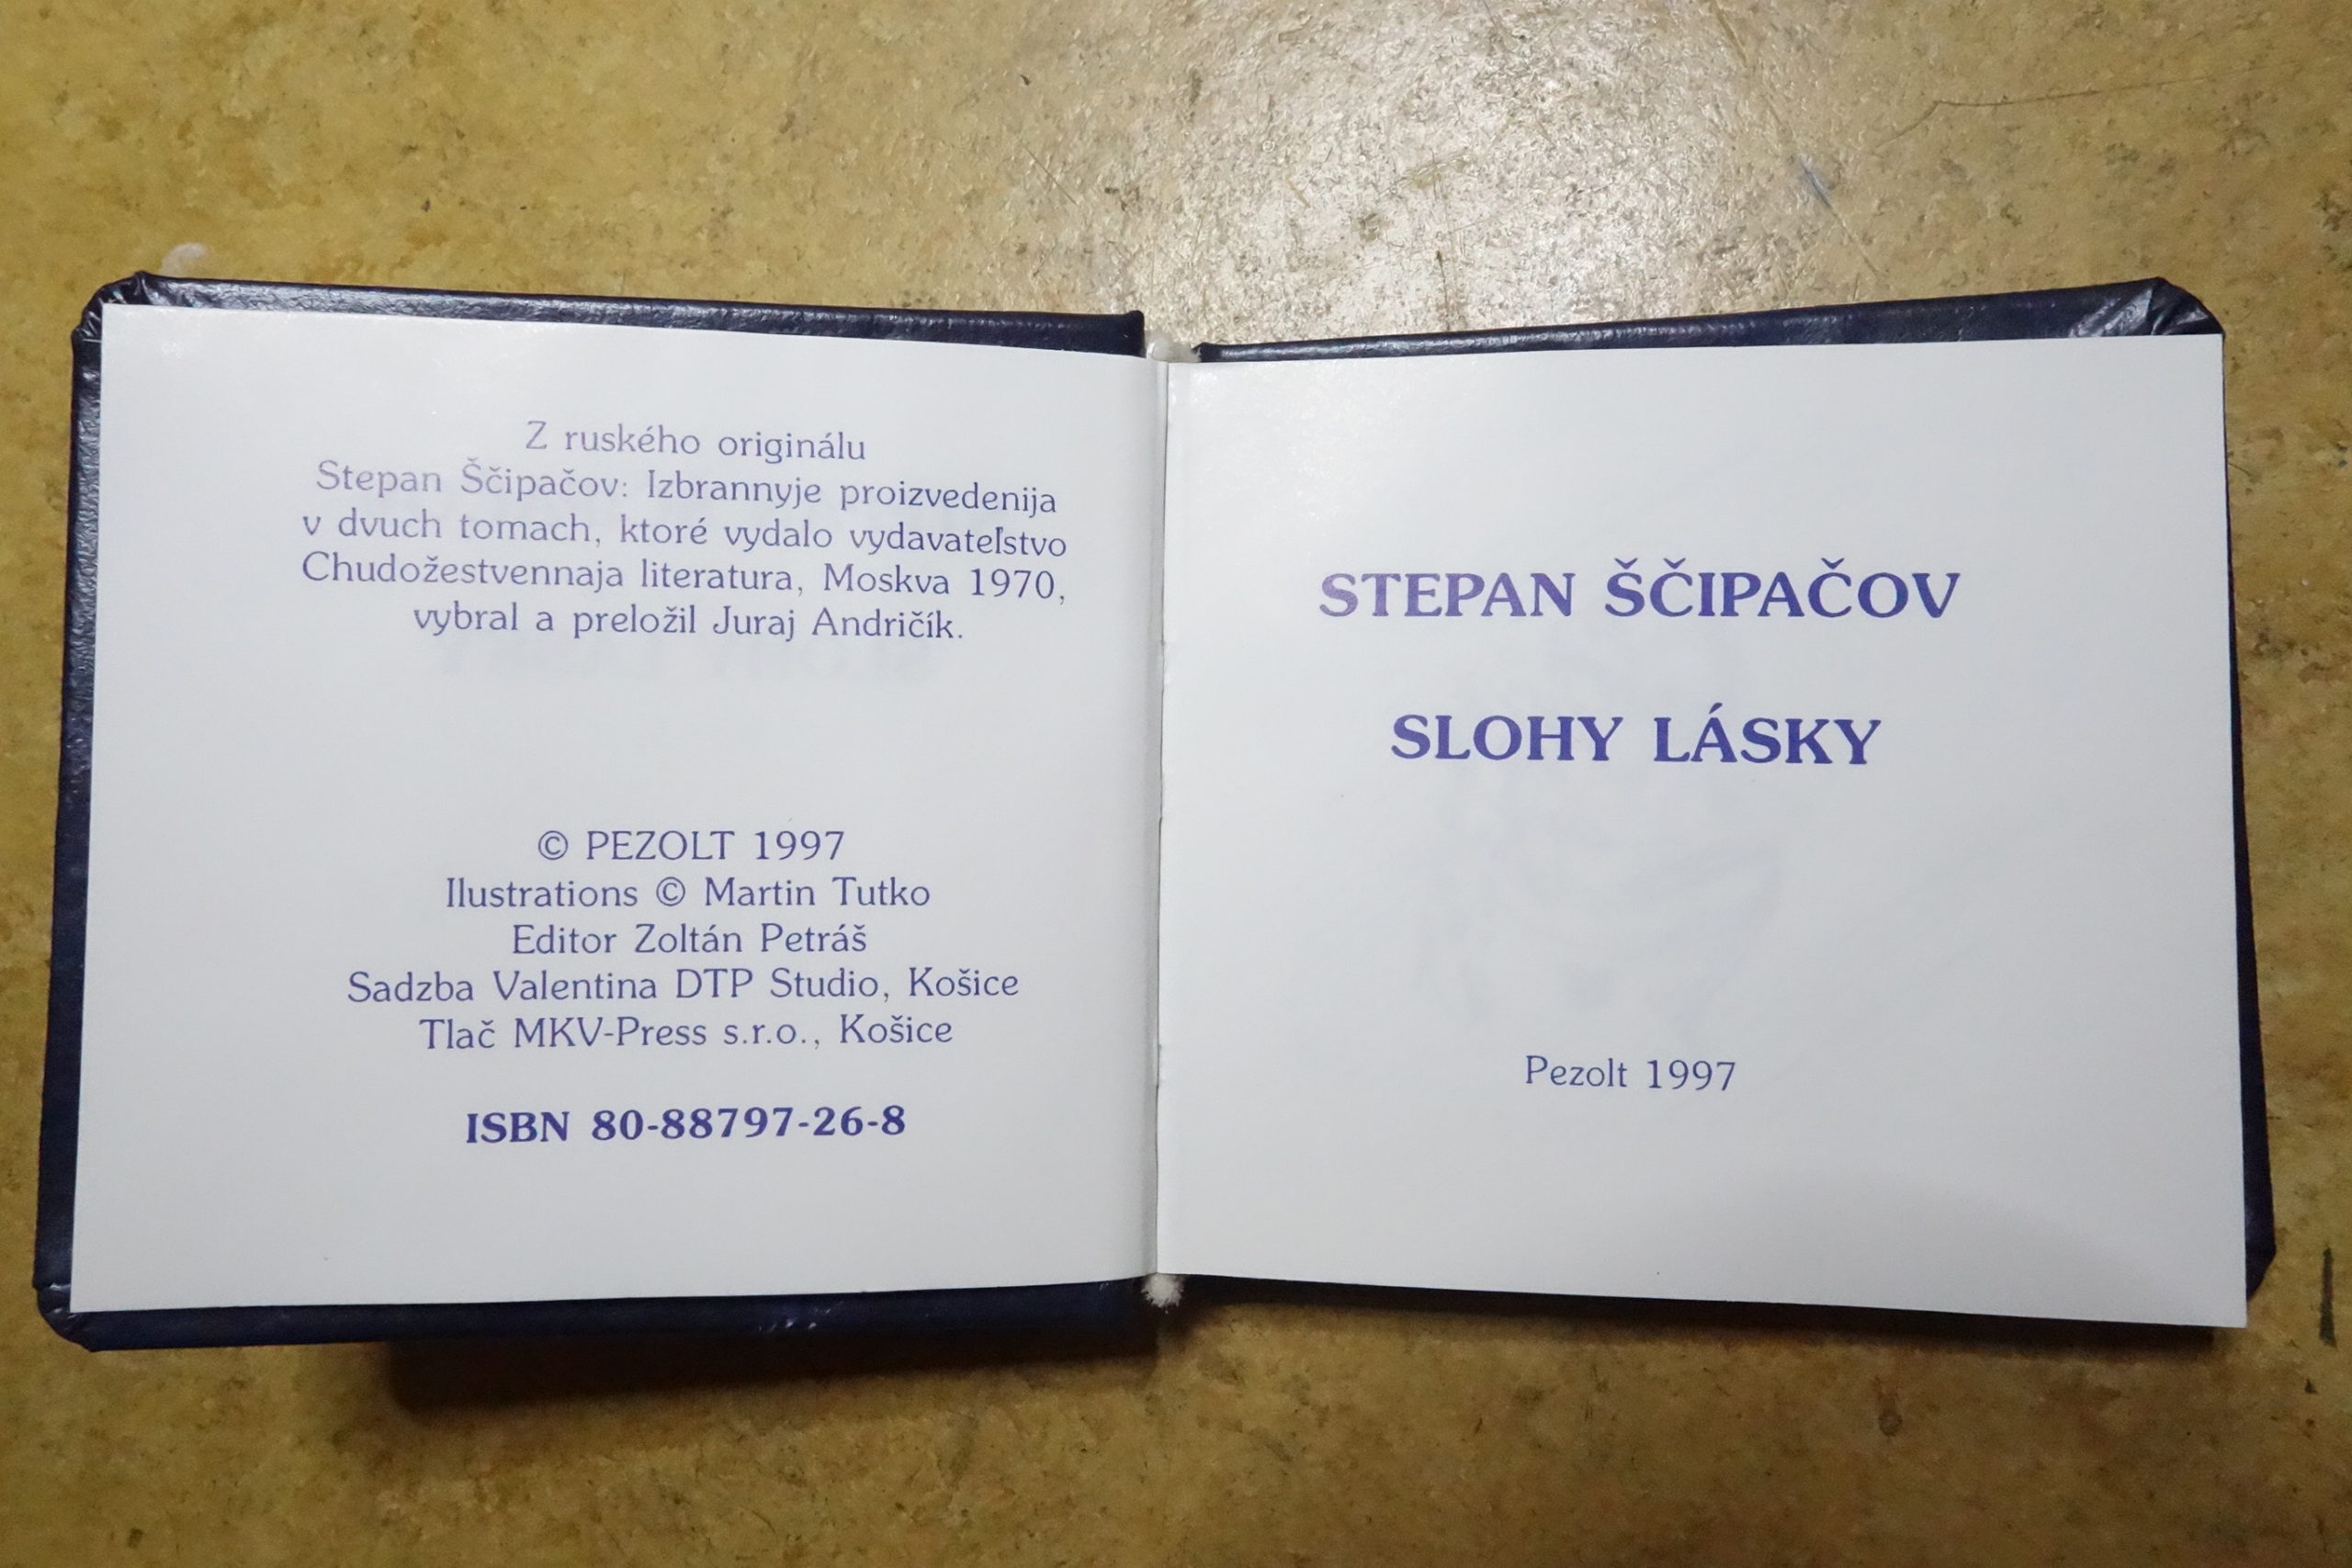 Z ruského originálu
Stepan Ščipačov: Izbrannyje proizvedenija
v dvuch tomach, ktoré vydalo vydavateľstvo
Chudožestvennaja literatura, Moskva 1970,
vybral a preložil Juraj Andričík.
© PEZOLT 1997
Ilustrations © Martin Tutko
Editor Zoltán Petráš
Sadzba Valentina DTP Studio, Košice
Tlač MKV-Press s.r.o., Košice
ISBN 80-88797-26-8
STEPAN ŠČIPAČOV
SLOHY LÁSKY
Pezolt 1997